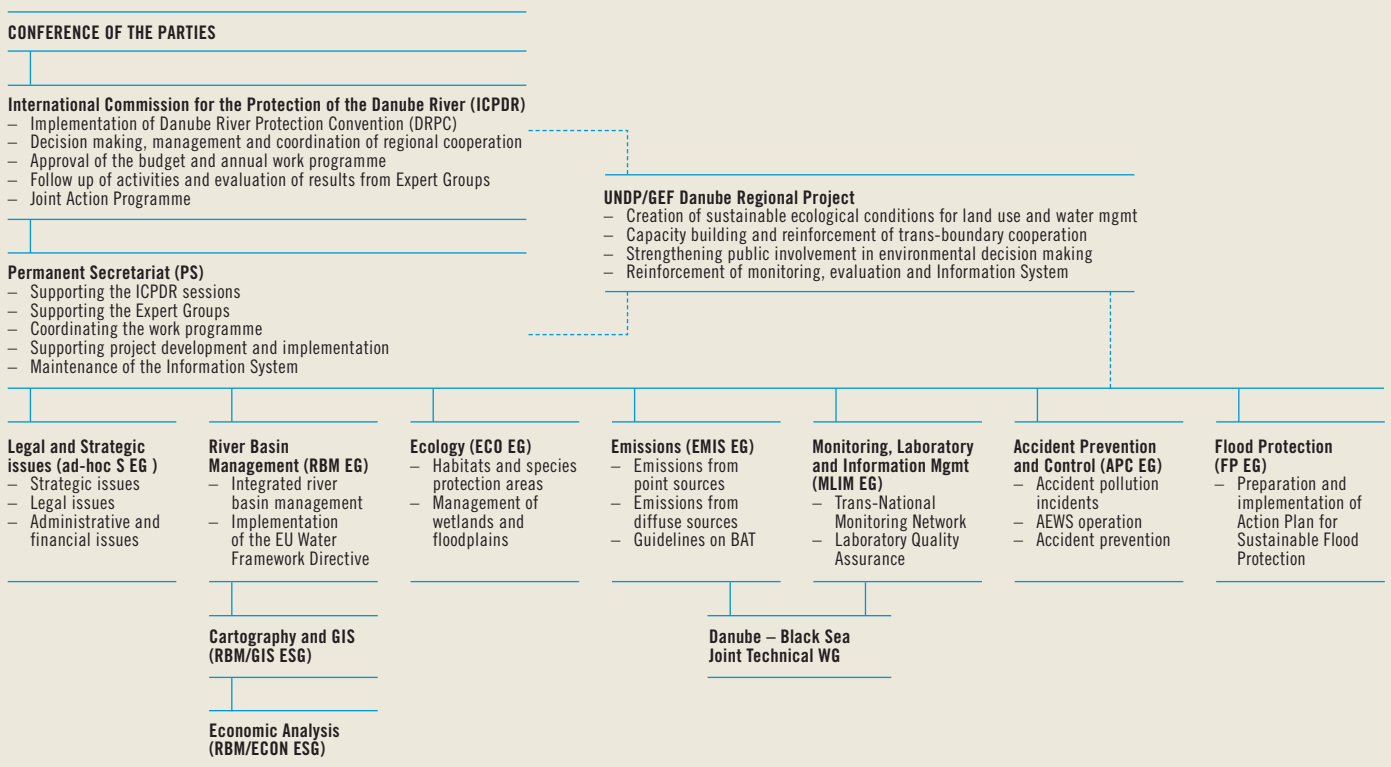 CONFERENCE OF THE PARTIES
International Commission for the Protection of the Danube River (ICPDR)
– Implementation of Danube River Protection Convention (DRPC)
– Decision making, management and coordination of regional cooperation
– Approval of the budget and annual work programme
– Follow up of activities and evaluation of results from Expert Groups
– Joint Action Programme
UNDP/GEF Danube Regional Project
– Creation of sustainable ecological conditions for land use and water mgmt
– Capacity building and reinforcement of trans-boundary cooperation
– Strengthening public involvement in environmental decision making
– Reinforcement of monitoring, evaluation and Information System
Permanent Secretariat (PS)
– Supporting the ICPDR sessions
– Supporting the Expert Groups
– Coordinating the work programme
– Supporting project development and implementation
– Maintenance of the Information System
Legal and Strategic
issues (ad-hoc S EG )
– Strategic issues
– Legal issues
– Administrative and
financial issues
River Basin
Management (RBM EG)
– Integrated river
basin management
– Implementation
of the EU Water
Framework Directive
Ecology (ECO EG)
– Habitats and species
protection areas
– Management of
wetlands and
floodplains
Emissions (EMIS EG)
– Emissions from
point sources
– Emissions from
diffuse sources
– Guidelines on BAT
Monitoring, Laboratory
and Information Mgmt
(MLIM EG)
– Trans-National
Monitoring Network
– Laboratory Quality
Assurance
Accident Prevention
and Control (APC EG)
– Accident pollution
incidents
– AEWS operation
– Accident prevention
Flood Protection
(FP EG)
– Preparation and
implementation of
Action Plan for
Sustainable Flood
Protection
Cartography and GIS
(RBM/GIS ESG)
Danube – Black Sea
Joint Technical WG
Economic Analysis
(RBM/ECON ESG)